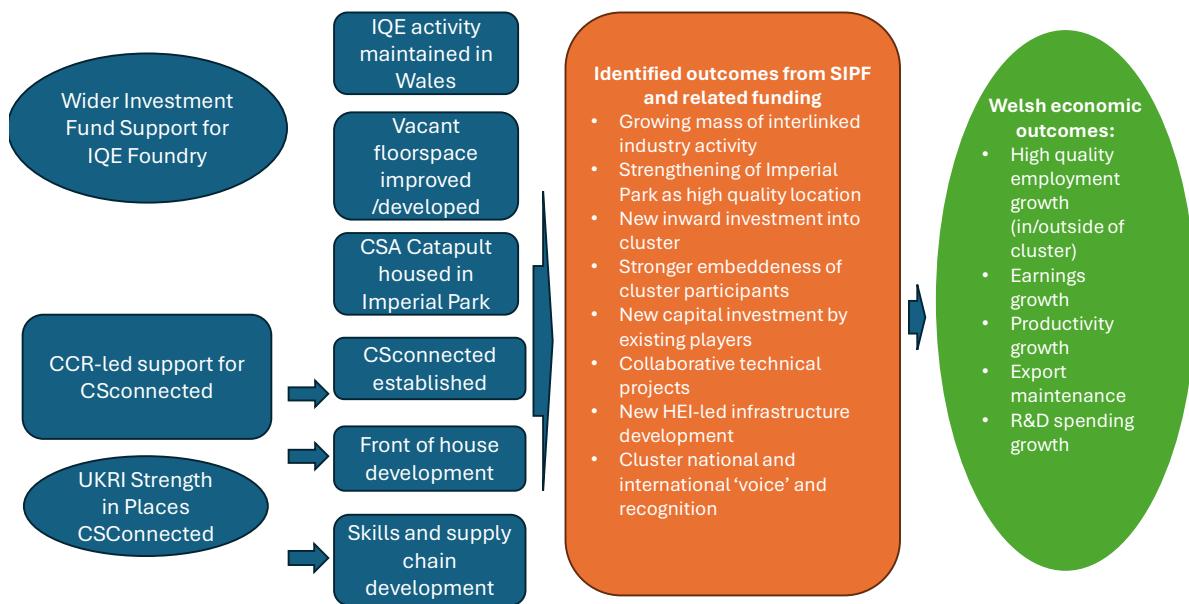 Wider Investment
Fund Support for
IQE Foundry
CCR-led support for
CSconnected
UKRI Strength
in Places
CSConnected
IQE activity
maintained in
Wales
Vacant
floorspace
improved
/developed
CSA Catapult
housed in
Imperial Park
CSconnected
established
Front of house
development
Skills and supply
chain
development
Identified outcomes from SIPF
and related funding
• Growing mass of interlinked
industry activity
• Strengthening of Imperial
Park as high quality location
• New inward investment into
cluster
• Stronger embeddeness of
cluster participants
• New capital investment by
existing players
• Collaborative technical
projects
• New HEI-led infrastructure
development
• Cluster national and
international ‘voice’ and
recognition
Welsh economic
outcomes:
• High quality
employment
growth
(in/outside of
cluster)
• Earnings
growth
• Productivity
growth
• Export
maintenance
• R&D spending
growth